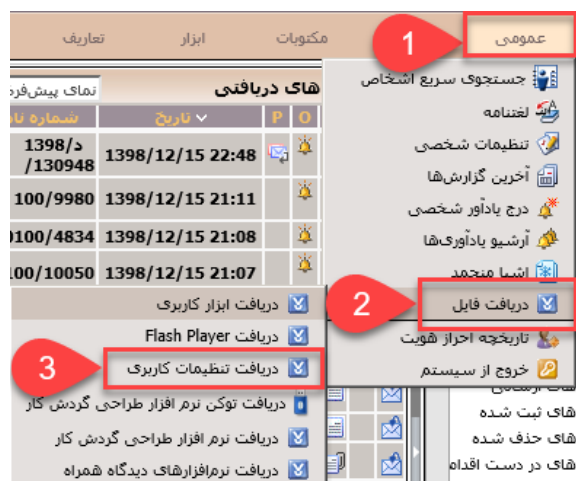 عمومی
مکتوبات
ابزار
تعاریف
1
جستجوی سریع اشخاص
لغتنامه
تنظیمات شخصی
آخرین گزارش‌ها
درج یادآور شخصی
آرشیو یادآوری‌ها
اشیا منجمد
دریافت فایل
2
تاریخچه احراز هویت
خروج از سیستم
های دریافتی
نمای پیش‌فر
O
P
تاریخ
شماره نا
1398/12/15 22:48
د/1398
/130948
1398/12/15 21:11
100/9980
1398/12/15 21:08
100/4834
1398/12/15 21:07
00/10050
دریافت ابزار کاربری
دریافت Flash Player
دریافت تنظیمات کاربری
3
دریافت توکن نرم افزار طراحی گردش کار
دریافت نرم افزار طراحی گردش کار
دریافت نرم‌افزارهای دیدگاه همراه
های ثبت شده
های حذف شده
های در دست اقدام